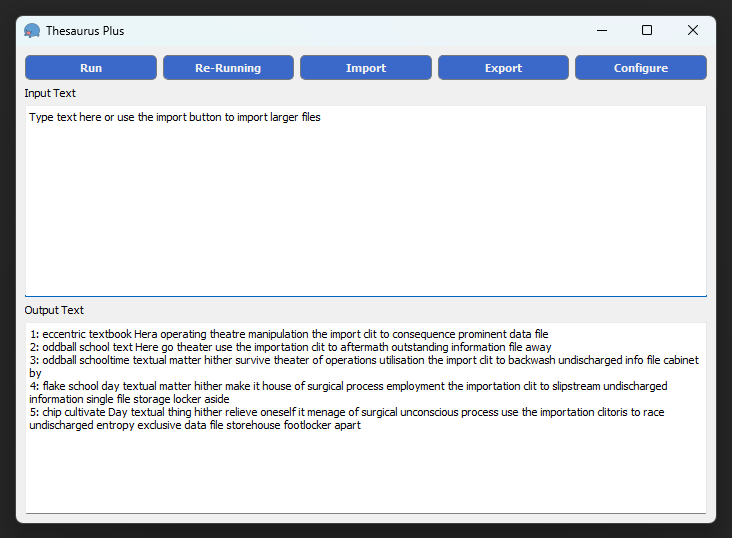 Thesaurus Plus
Run Re-Running Import Export Configure
Input Text
Type text here or use the import button to import larger files
Output Text
1: eccentric textbook Hera operating theatre manipulation the import clit to consequence prominent data file
2: oddball school text Here go theater use the importation clit to aftermath outstanding information file away
3: oddball schooltime textual matter hither survive theater of operations utilisation the import clit to backwash undischarged info file cabinet
by
4: flake school day textual matter hither make it house of surgical process employment the importation clit to slipstream undischarged
information single file storage locker aside
5: chip cultivate Day textual thing hither relieve oneself it menage of surgical unconscious process use the importation clitoris to race
undischarged entropy exclusive data file storehouse footlocker apart